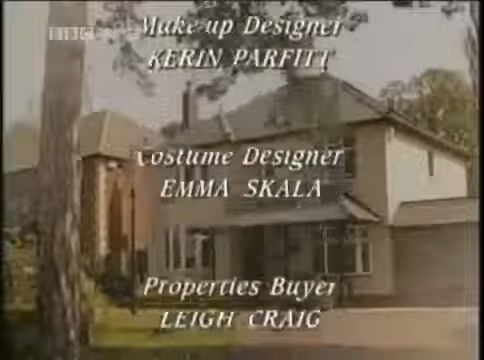 BBC
Make-up Designer
KERIN PARFITT
Costume Designer
EMMA SKALA
Properties Buyer
LEIGH CRAIG